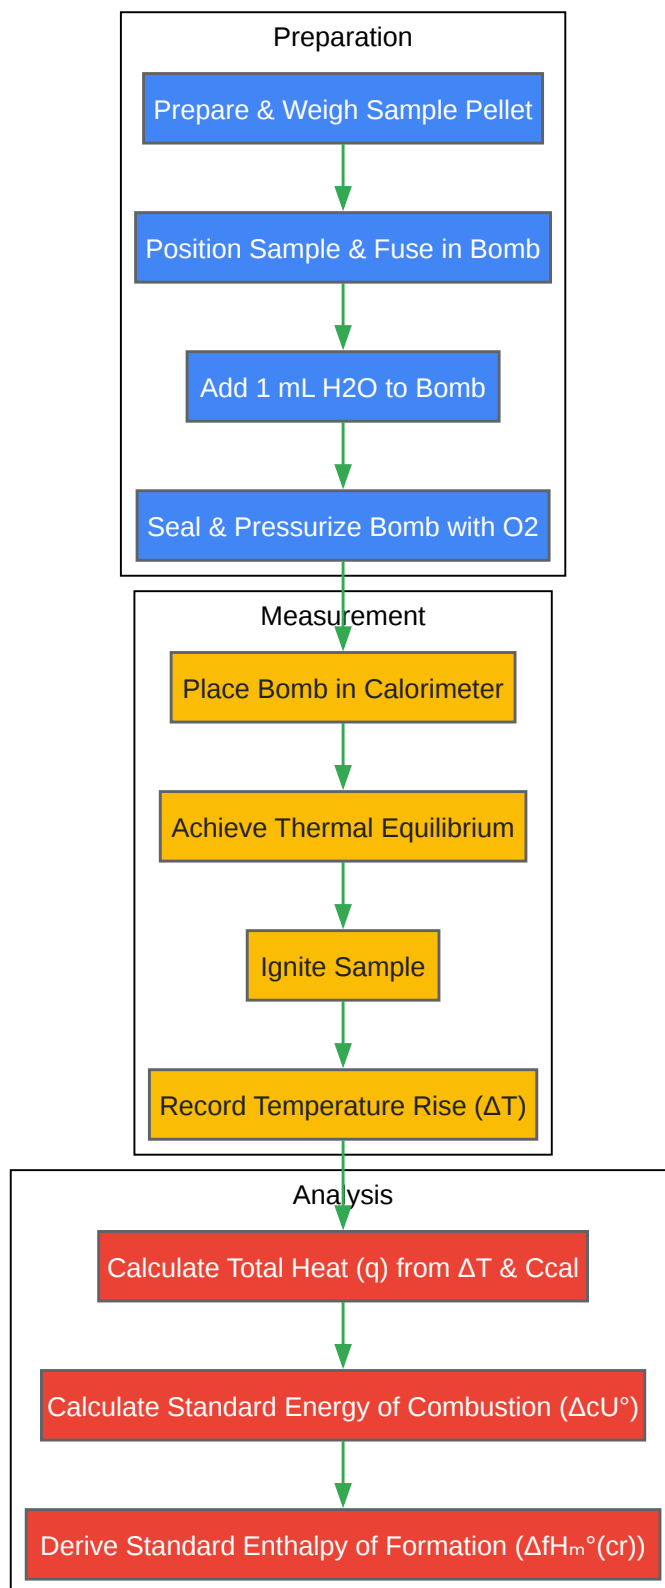 Preparation
Prepare & Weigh Sample Pellet
Position Sample & Fuse in Bomb
Add 1 mL H2O to Bomb
Seal & Pressurize Bomb with O2
Measurement
Place Bomb in Calorimeter
Achieve Thermal Equilibrium
Ignite Sample
Record Temperature Rise (ΔT)
Analysis
Calculate Total Heat (q) from ΔT & Ccal
Calculate Standard Energy of Combustion (ΔcU°)
Derive Standard Enthalpy of Formation (ΔfHₘ°(cr))